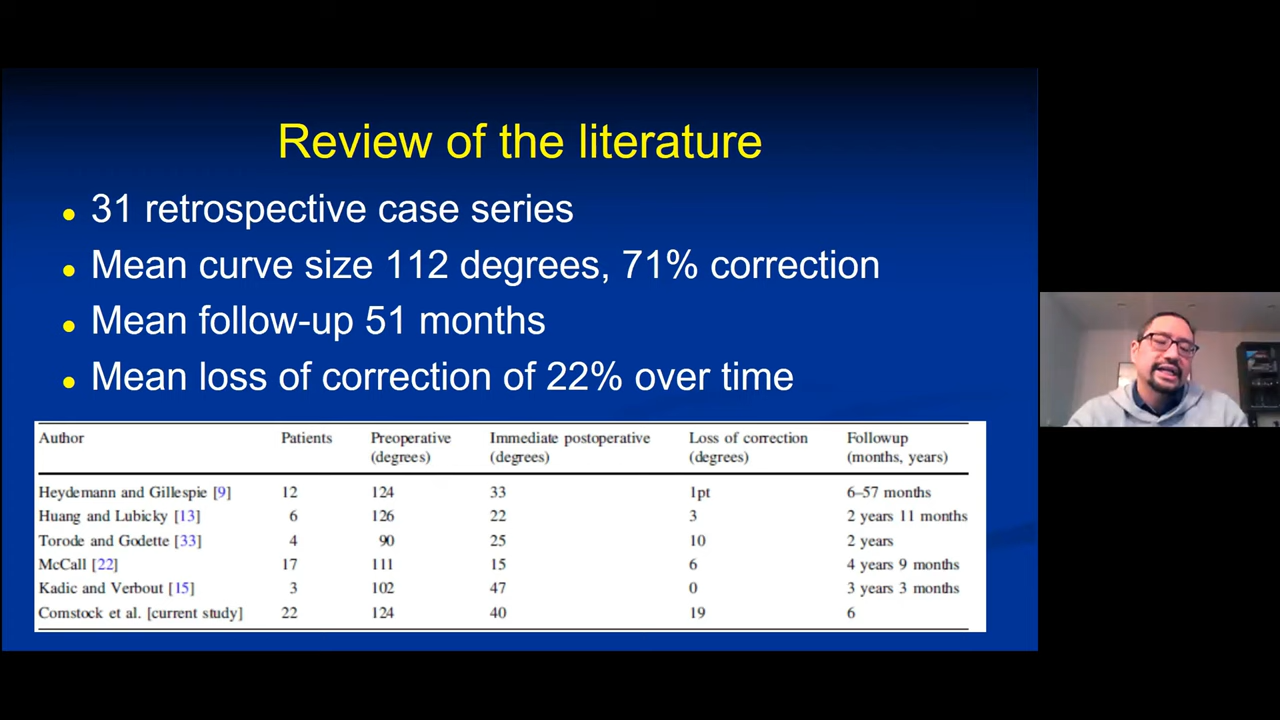 Review of the literature
• 31 retrospective case series
• Mean curve size 112 degrees, 71% correction
• Mean follow-up 51 months
• Mean loss of correction of 22% over time
Author Patients Preoperative (degrees) Immediate postoperative (degrees) Loss of correction (degrees) Followup (months, years)
Heydemann and Gillespie [9] 12 124 33 1pt 6–57 months
Huang and Lubicky [13] 6 126 22 3 2 years 11 months
Torode and Godette [33] 4 90 25 10 2 years
McCall [22] 17 111 15 6 4 years 9 months
Kadic and Verbout [15] 3 102 47 0 3 years 3 months
Comstock et al. [current study] 22 124 40 19 6